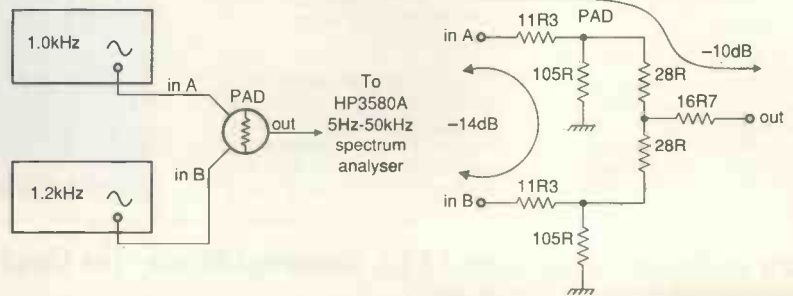 1.0kHz
in A
PAD
out
in B
1.2kHz
To
HP3580A
5Hz-50kHz
spectrum
analyser
PAD
11R3
in A
105R
28R
–10dB
–14dB
16R7
out
28R
11R3
in B
105R